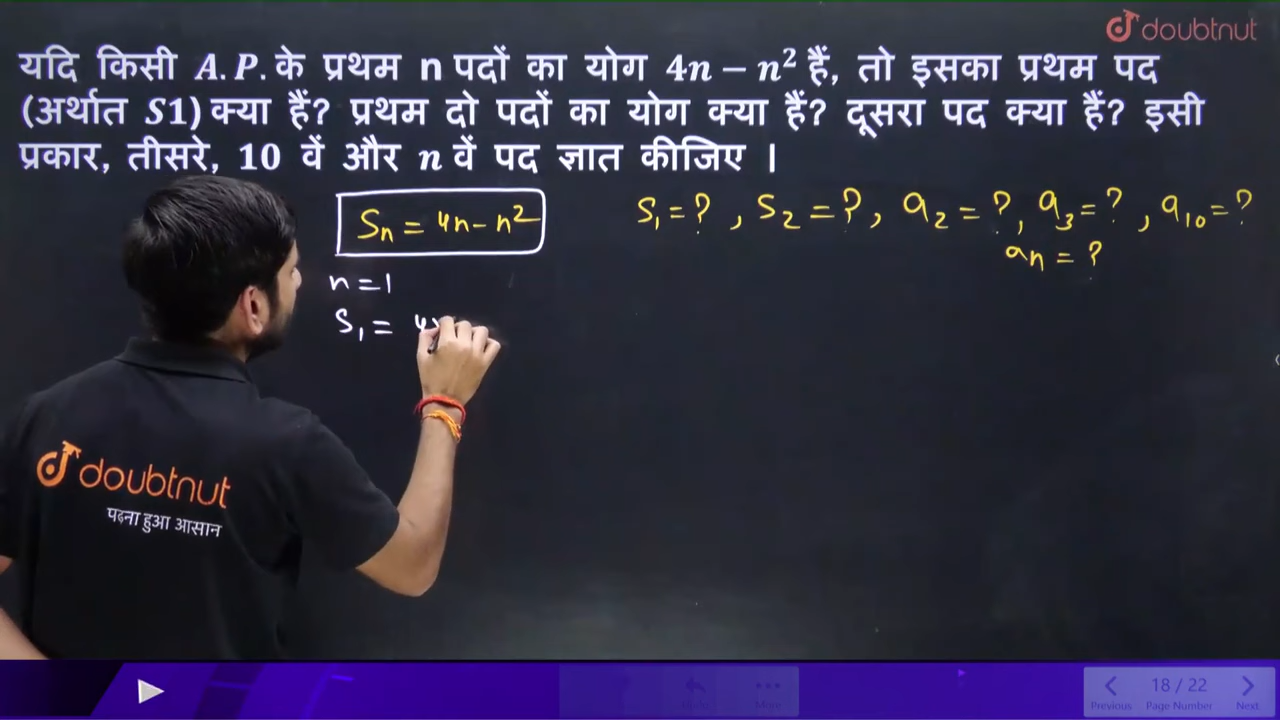 doubtnut
यदि किसी A.P. के प्रथम n पदों का योग 4n − n² हैं, तो इसका प्रथम पद
(अर्थात S1) क्या हैं? प्रथम दो पदों का योग क्या हैं? दूसरा पद क्या हैं? इसी
प्रकार, तीसरे, 10 वें और n वें पद ज्ञात कीजिए ।
Sₙ = 4n − n²
S₁ = ? , S₂ = ?, a₂ = ?, a₃ = ?, a₁₀ = ?
aₙ = ?
n = 1
S₁ = 4
doubtnut
पढ़ना हुआ आसान
18 / 22
Previous Page Number Next